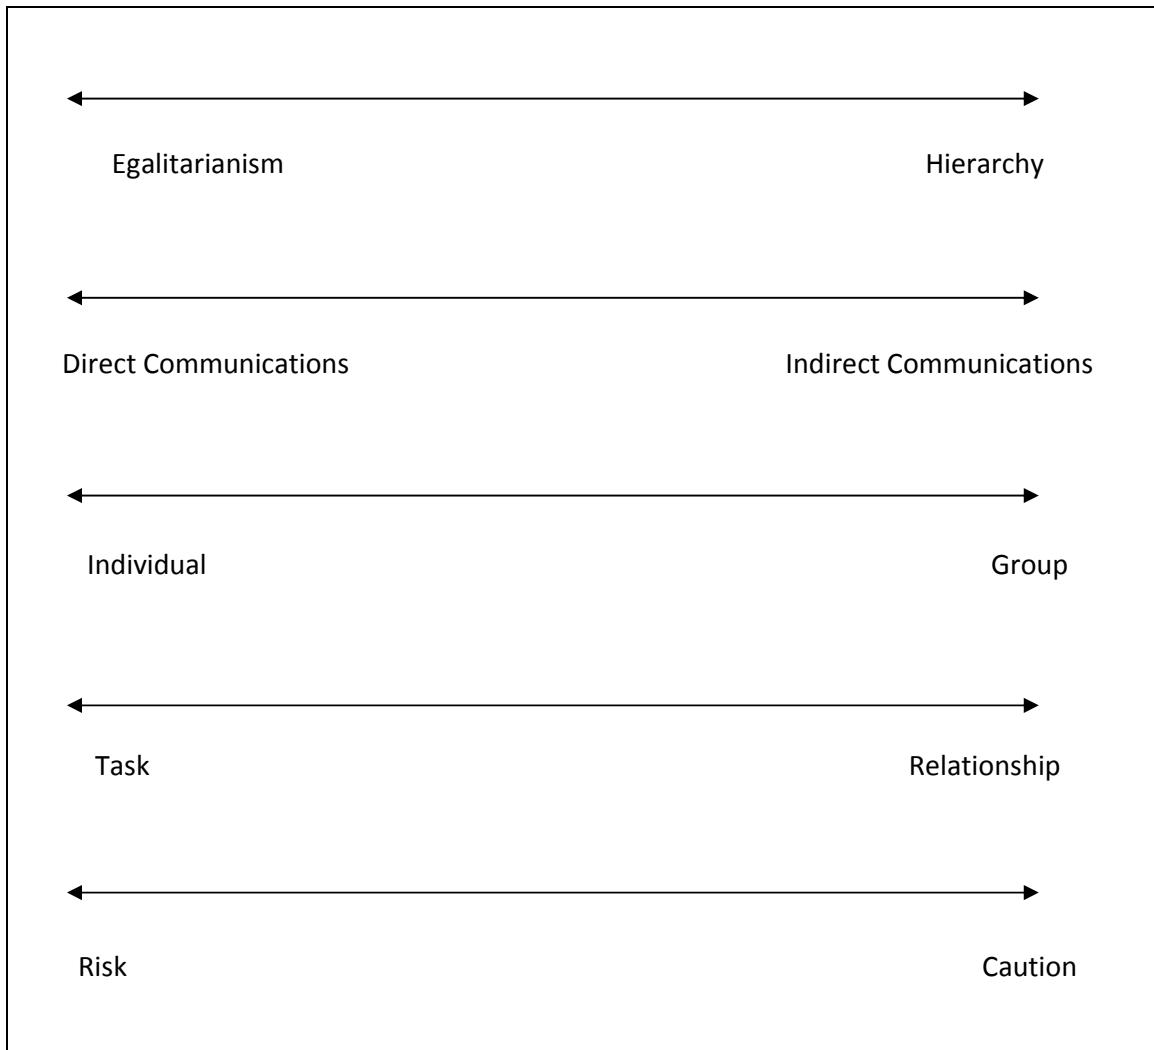 Egalitarianism Hierarchy
Direct Communications Indirect Communications
Individual Group
Task Relationship
Risk Caution